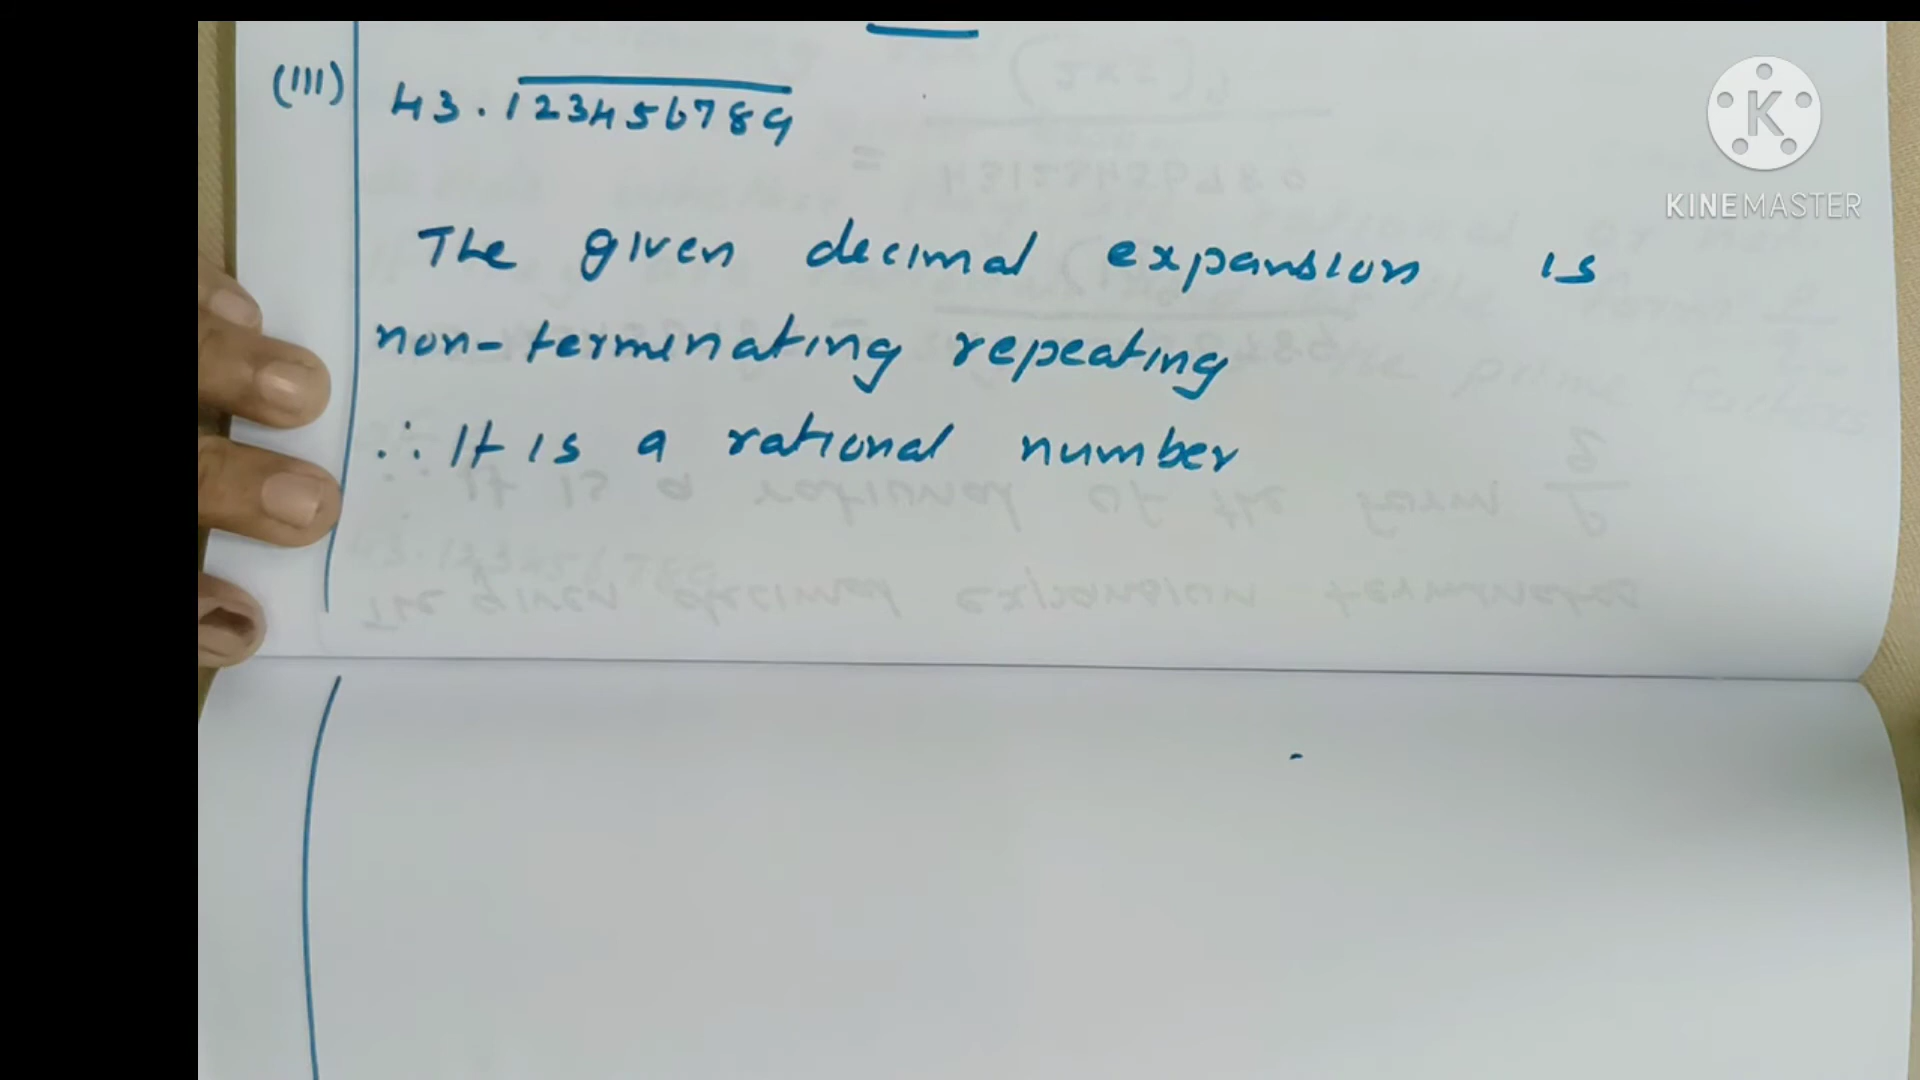 (III) 43.123456789
The given decimal expansion is
non-terminating repeating
∴ It is a rational number
K
KINEMASTER